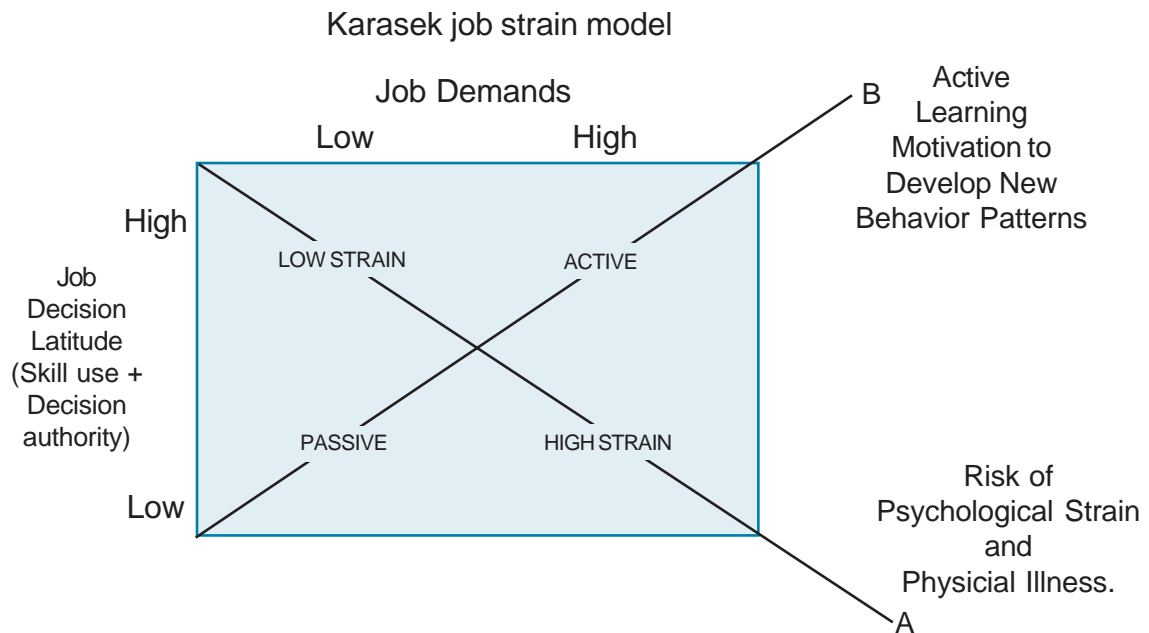 Karasek job strain model
Job Demands
Low High
B
Active
Learning
Motivation to
Develop New
Behavior Patterns
High
LOW STRAIN ACTIVE
Job
Decision
Latitude
(Skill use +
Decision
authority)
PASSIVE HIGH STRAIN
Low
Risk of
Psychological Strain
and
Physicial Illness.
A